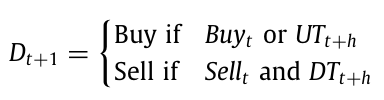 D_{t+1} = { Buy if Buy_t or UT_{t+h}
Sell if Sell_t and DT_{t+h}